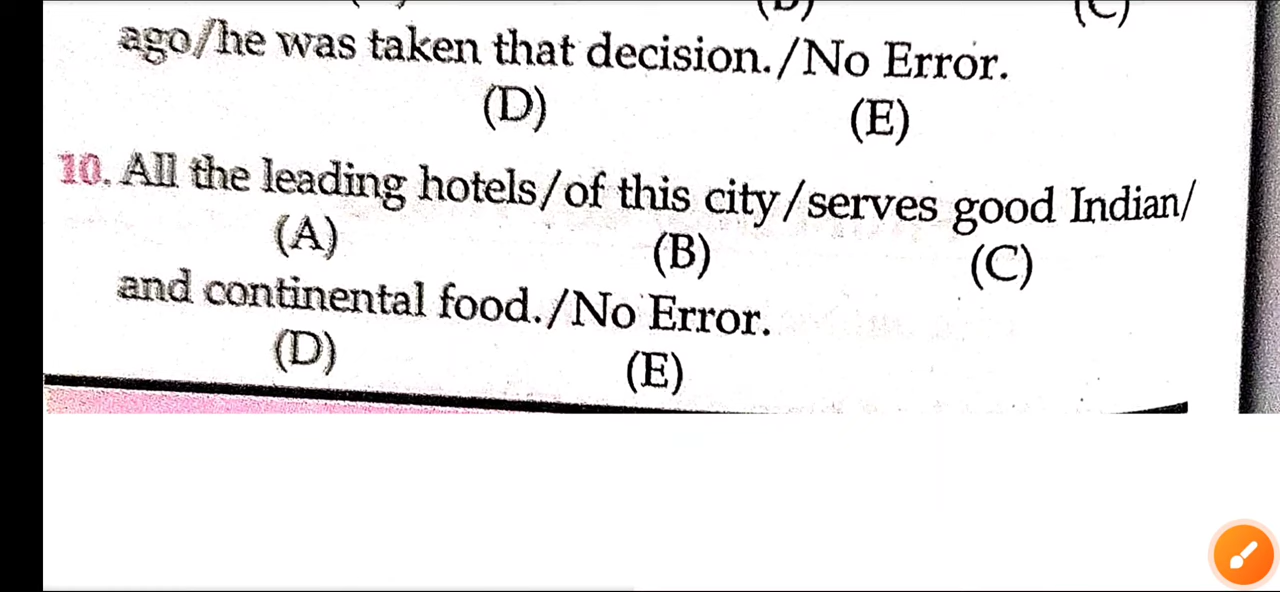 (D) (C)
ago/he was taken that decision./No Error.
(D) (E)
10. All the leading hotels/of this city/serves good Indian/
(A) (B) (C)
and continental food./No Error.
(D) (E)